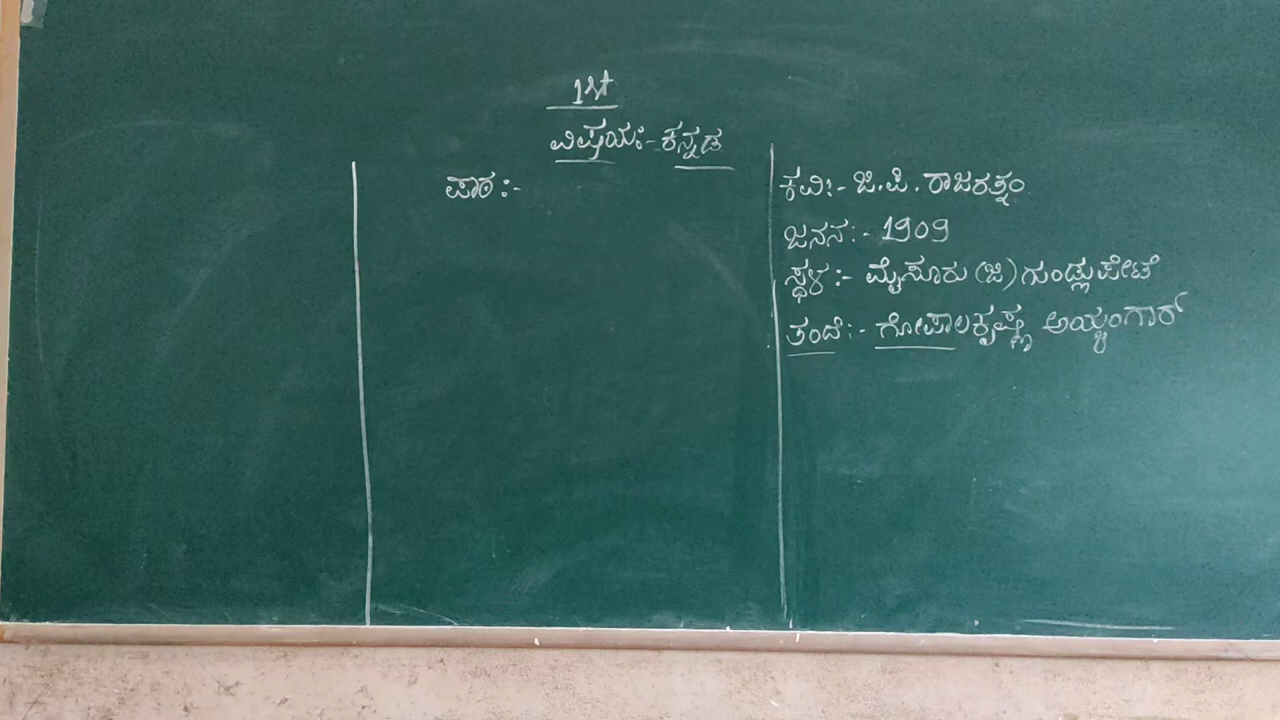 1st
ವಿಷಯ:- ಕನ್ನಡ
ಪಾಠ:-
ಕವಿ:- ಜಿ.ಪಿ. ರಾಜರತ್ನಂ
ಜನನ:- 1909
ಸ್ಥಳ:- ಮೈಸೂರು (ಜಿ) ಗುಂಡ್ಲುಪೇಟೆ
ತಂದೆ:- ಗೋಪಾಲಕೃಷ್ಣ ಅಯ್ಯಂಗಾರ್